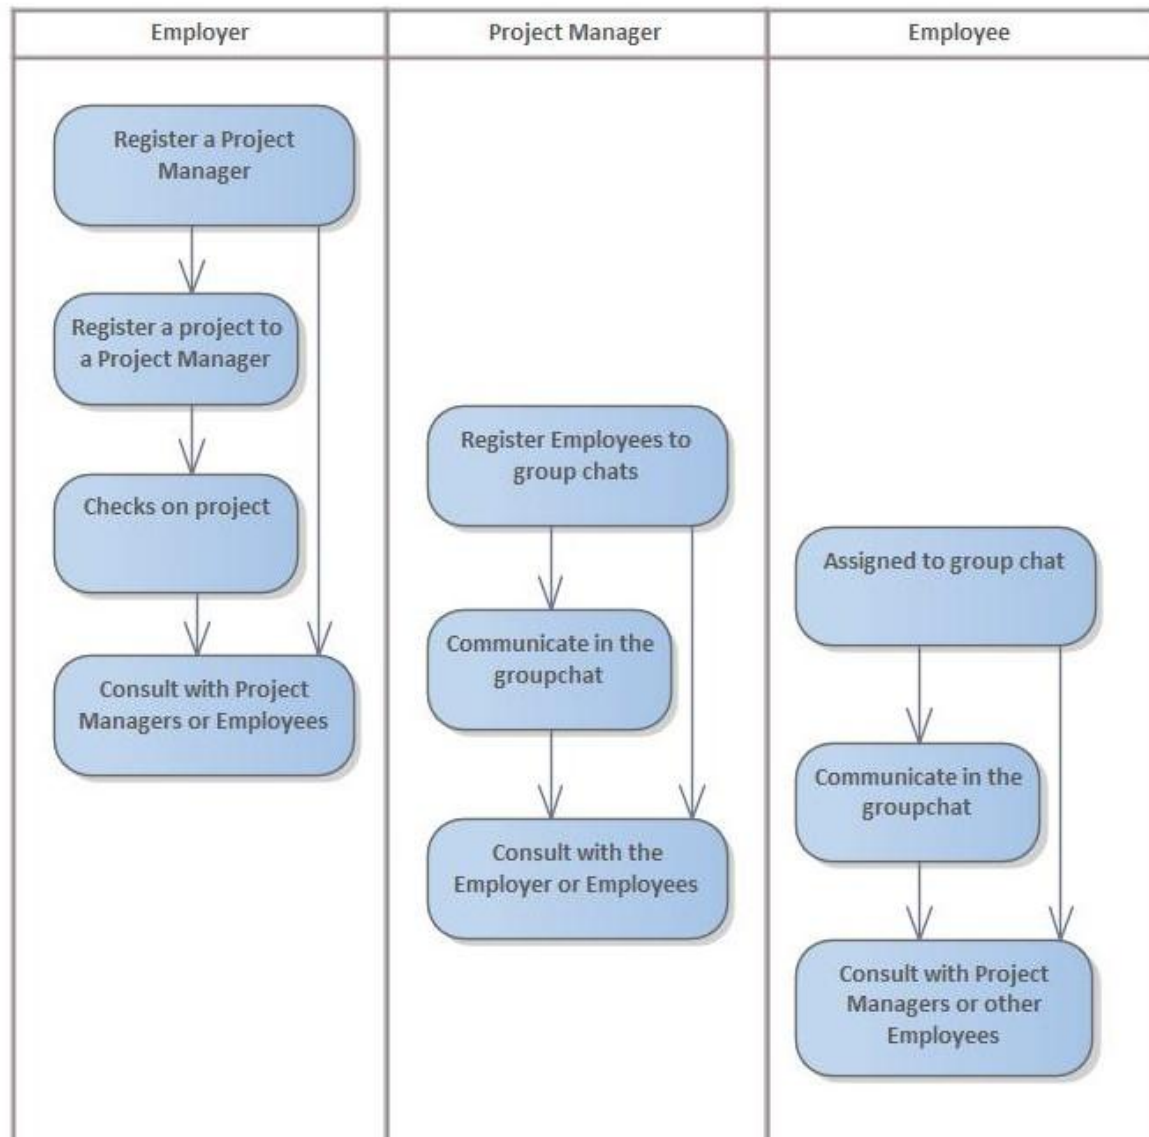 Employer
Project Manager
Employee
Register a Project
Manager
Register a project to
a Project Manager
Checks on project
Consult with Project
Managers or Employees
Register Employees to
group chats
Communicate in the
groupchat
Consult with the
Employer or Employees
Assigned to group chat
Communicate in the
groupchat
Consult with Project
Managers or other
Employees